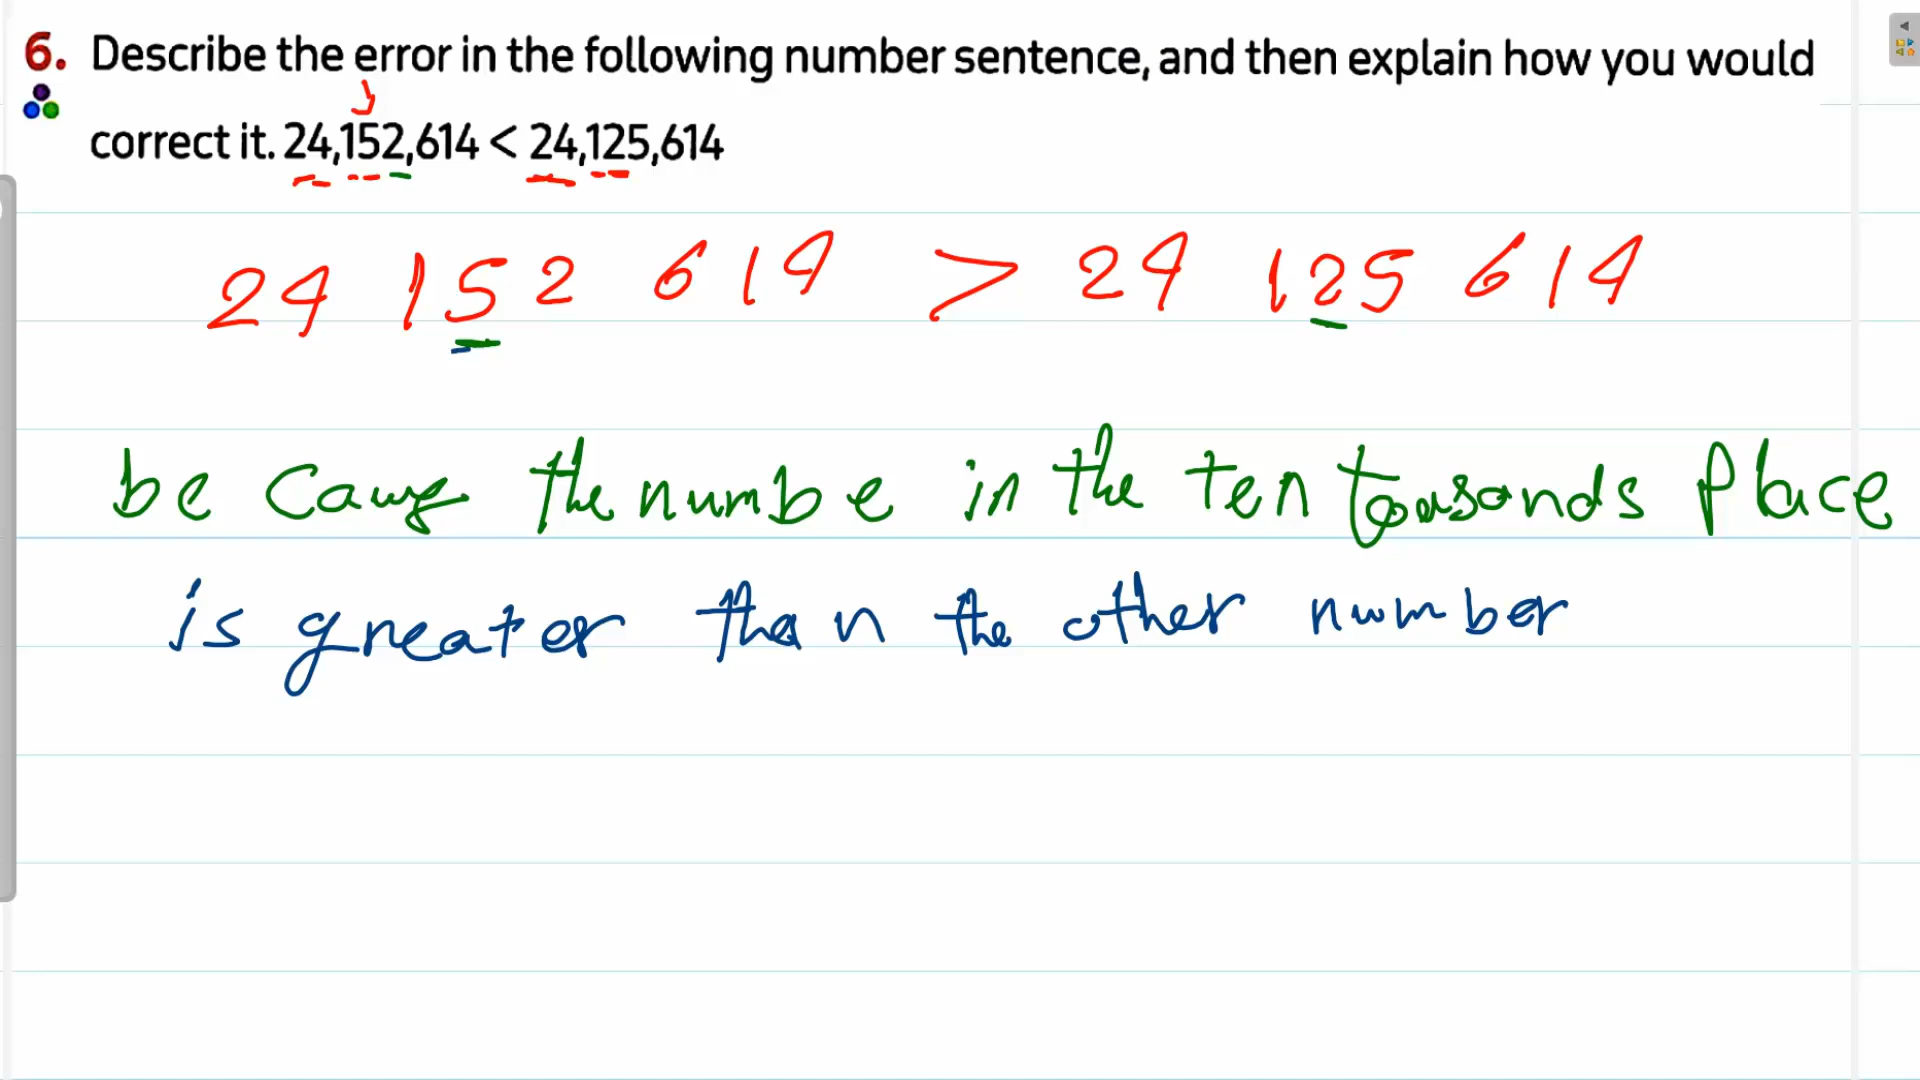 6. Describe the error in the following number sentence, and then explain how you would
correct it. 24,152,614 < 24,125,614
24 152 614 > 24 125 614
be cause the numbe in the ten tousands place
is greater than the other number